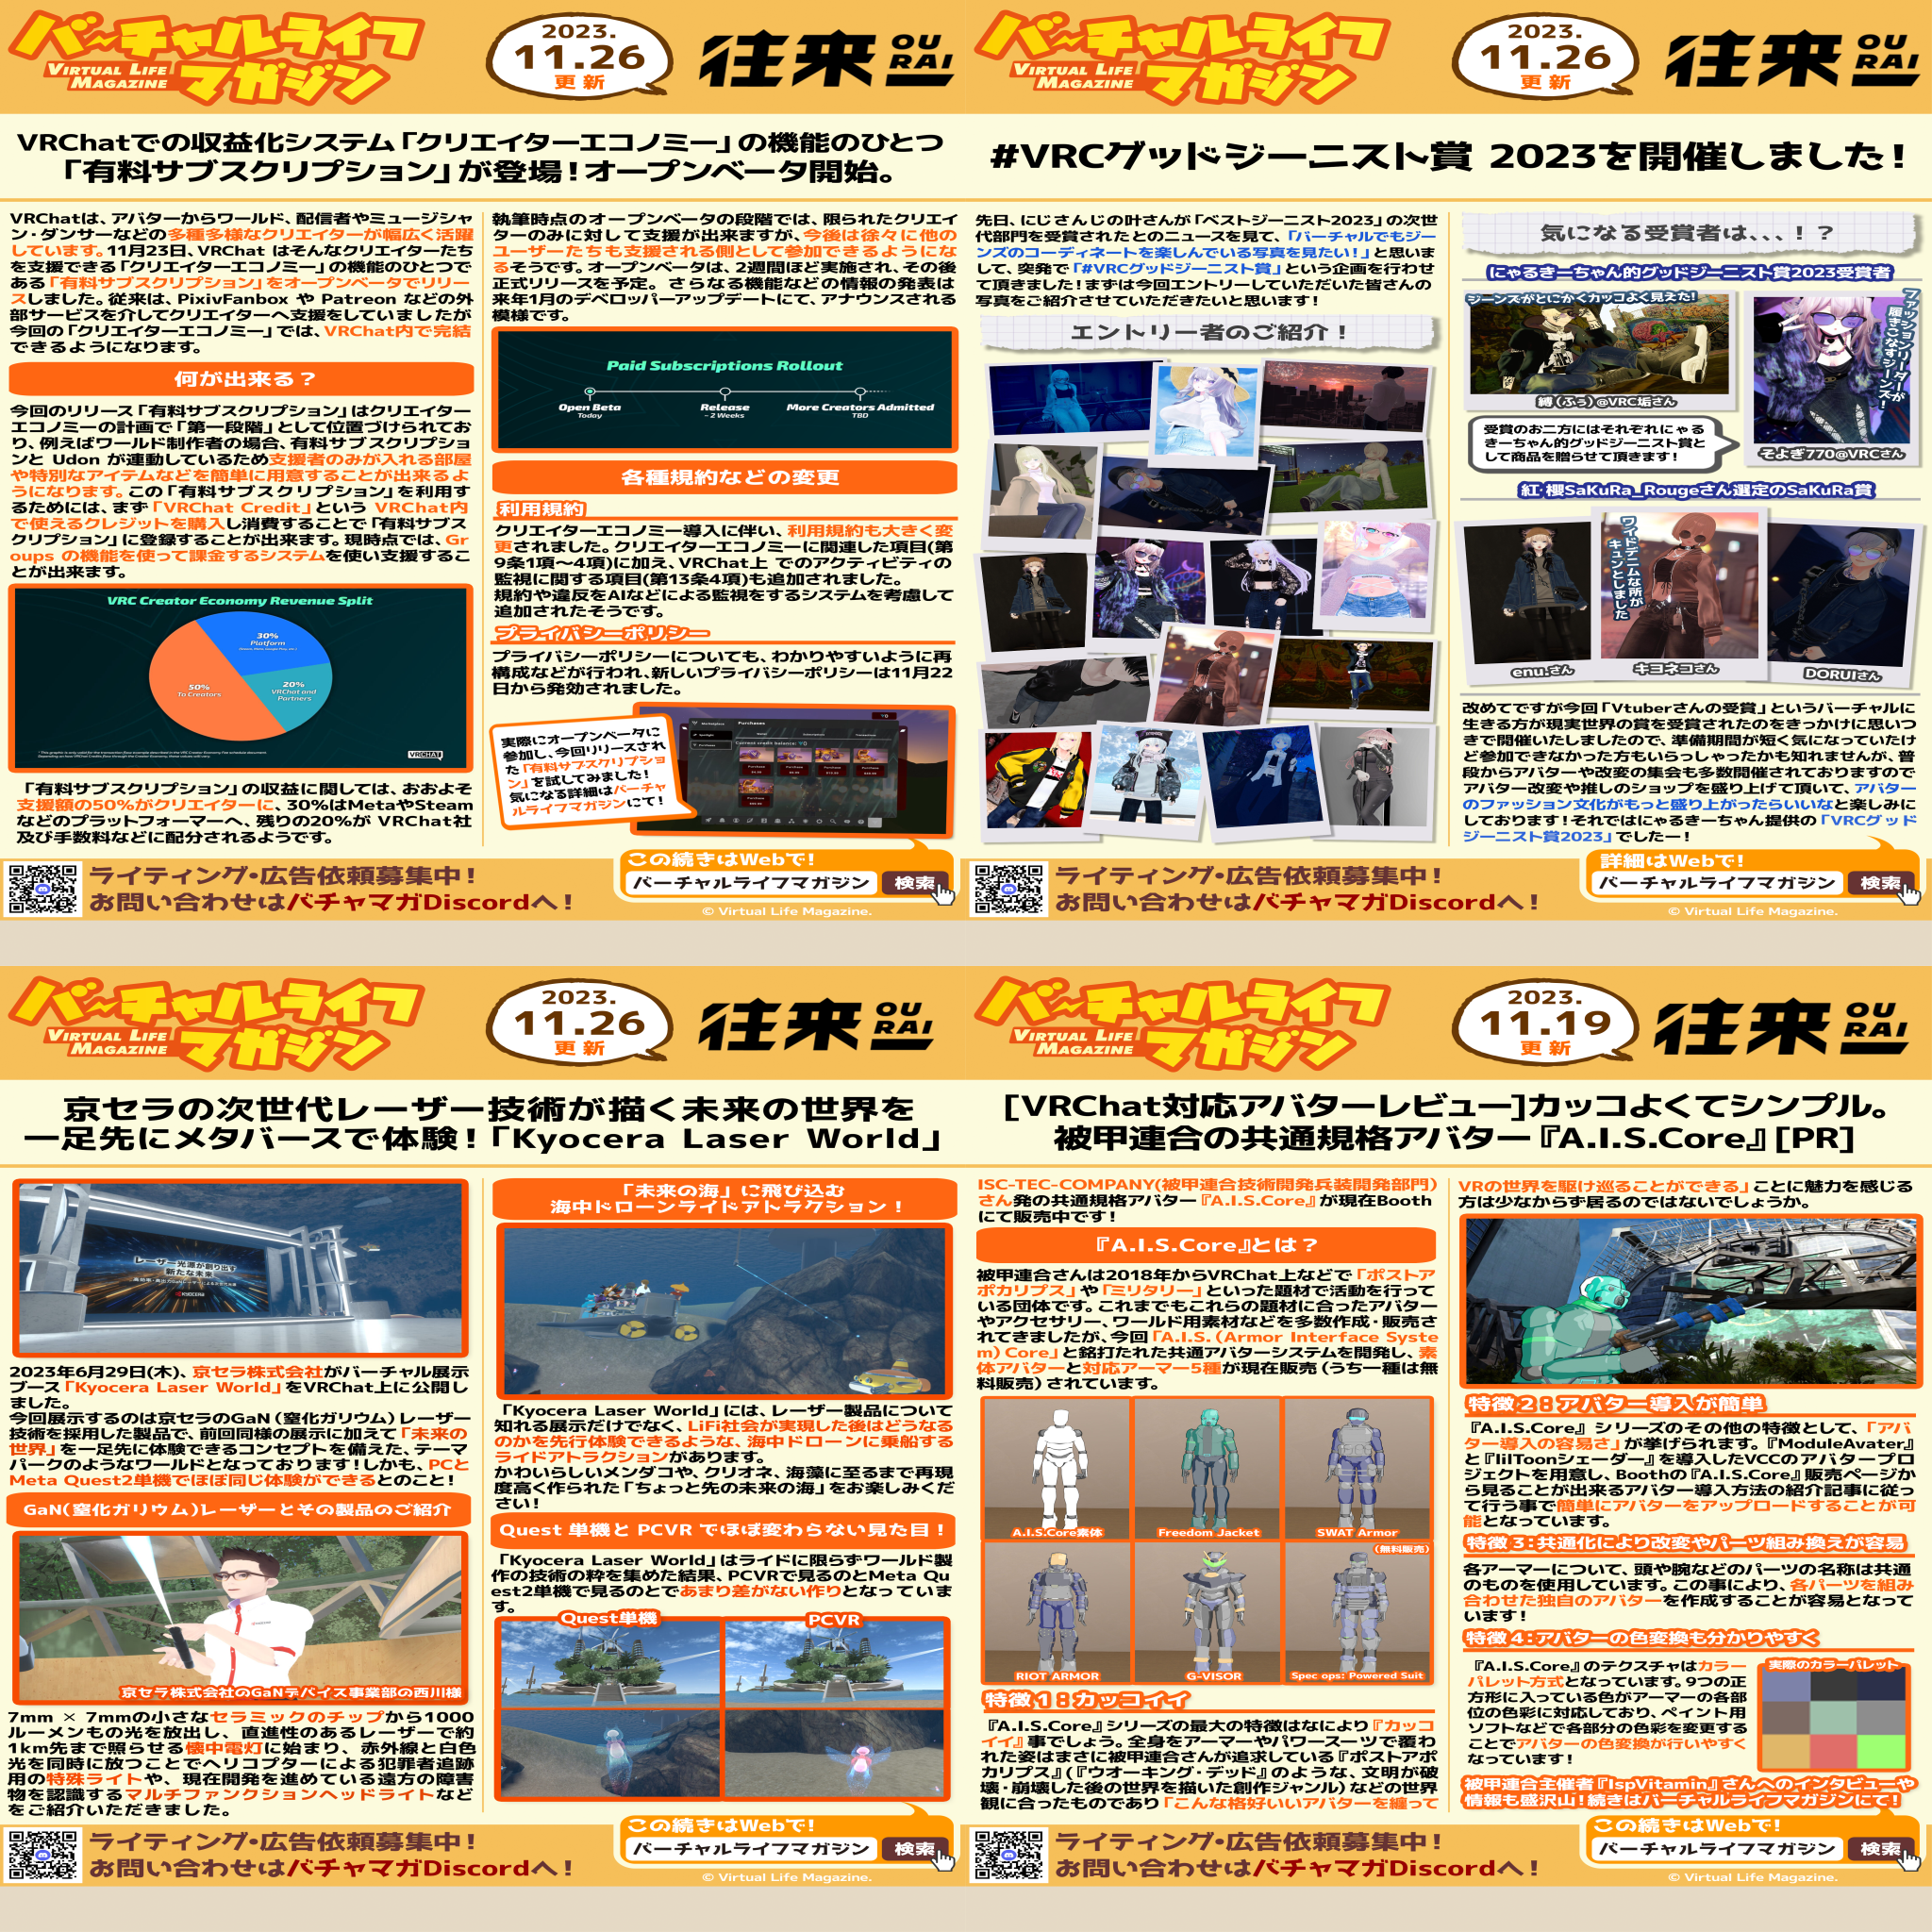 バーチャルライフ
マガジン
VIRTUAL LIFE
MAGAZINE
2023.
11.26
更新
往来
OU
RAI
VRChatでの収益化システム「クリエイターエコノミー」の機能のひとつ
「有料サブスクリプション」が登場！オープンベータ開始。
VRChatは、アバターからワールド、配信者やミュージシャ
ン・ダンサーなどの多種多様なクリエイターが幅広く活躍
しています。11月23日、VRChat はそんなクリエイターたち
を支援できる「クリエイターエコノミー」の機能のひとつで
ある「有料サブスクリプション」をオープンベータでリリー
スしました。従来は、PixivFanbox や Patreon などの外
部サービスを介してクリエイターへ支援をしていましたが
今回の「クリエイターエコノミー」では、VRChat内で完結
できるようになります。
何が出来る？
今回のリリース「有料サブスクリプション」はクリエイター
エコノミーの計画で「第一段階」として位置づけられてお
り、例えばワールド制作者の場合、有料サブスクリプショ
ンと Udon が連動しているため支援者のみが入れる部屋
や特別なアイテムなどを簡単に用意することが出来るよ
うになります。この「有料サブスクリプション」を利用す
るためには、まず「VRChat Credit」という VRChat内
で使えるクレジットを購入し消費することで「有料サブス
クリプション」に登録することが出来ます。現時点では、Gr
oups の機能を使って課金するシステムを使い支援するこ
とが出来ます。
VRC Creator Economy Revenue Split
30%
Platform
50%
To Creators
20%
VRChat and
Partners
VRCHAT
「有料サブスクリプション」の収益に関しては、おおよそ
支援額の50%がクリエイターに、30%はMetaやSteam
などのプラットフォーマーへ、残りの20%が VRChat社
及び手数料などに配分されるようです。
執筆時点のオープンベータの段階では、限られたクリエイ
ターのみに対して支援が出来ますが、今後は徐々に他の
ユーザーたちも支援される側として参加できるようにな
るそうです。オープンベータは、2週間ほど実施され、その後
正式リリースを予定。さらなる機能などの情報の発表は
来年1月のデベロッパーアップデートにて、アナウンスされる
模様です。
Paid Subscriptions Rollout
Open Beta
Today
Release
~ 2 Weeks
More Creators Admitted
TBD
各種規約などの変更
利用規約
クリエイターエコノミー導入に伴い、利用規約も大きく変
更されました。クリエイターエコノミーに関連した項目(第
9条1項～4項)に加え、VRChat上 でのアクティビティの
監視に関する項目(第13条4項)も追加されました。
規約や違反をAIなどによる監視をするシステムを考慮して
追加されたそうです。
プライバシーポリシー
プライバシーポリシーについても、わかりやすいように再
構成などが行われ、新しいプライバシーポリシーは11月22
日から発効されました。
実際にオープンベータに
参加し、今回リリースされ
た「有料サブスクリプショ
ン」を試してみました！
気になる詳細はバーチャ
ルライフマガジンにて！
Marketplace
Purchases
Current credit balance:
ライティング・広告依頼募集中！
お問い合わせはバチャマガDiscordへ！
この続きはWebで！
バーチャルライフマガジン
検索
© Virtual Life Magazine.
バーチャルライフ
マガジン
VIRTUAL LIFE
MAGAZINE
2023.
11.26
更新
往来
OU
RAI
#VRCグッドジーニスト賞 2023を開催しました！
先日、にじさんじの叶さんが「ベストジーニスト2023」の次世
代部門を受賞されたとのニュースを見て、「バーチャルでもジー
ンズのコーディネートを楽しんでいる写真を見たい！」と思いま
して、突発で「#VRCグッドジーニスト賞」という企画を行わせ
て頂きました！まずは今回エントリーしていただいた皆さんの
写真をご紹介させていただきたいと思います！
エントリー者のご紹介！
気になる受賞者は、、、！？
にゃるきーちゃん的グッドジーニスト賞2023受賞者
ジーンズがとにかくカッコよく見えた！
縛(ふぅ)@VRC垢さん
ファッションリーダーが
履きこなすジーンズ！
そよぎ770@VRCさん
受賞のお二方にはそれぞれにゃる
きーちゃん的グッドジーニスト賞と
して商品を贈らせて頂きます！
紅・櫻SaKuRa_Rougeさん選定のSaKuRa賞
ワイドデニムな所が
キュンとしました
enu.さん
キヨネコさん
DORUIさん
改めてですが今回「Vtuberさんの受賞」というバーチャルに
生きる方が現実世界の賞を受賞されたのをきっかけに思いつ
きで開催いたしましたので、準備期間が短く気になっていたけ
ど参加できなかった方もいらっしゃったかも知れませんが、普
段からアバターや改変の集会も多数開催されておりますので
アバター改変や推しのショップを盛り上げて頂いて、アバター
のファッション文化がもっと盛り上がったらいいなと楽しみに
しております！それではにゃるきーちゃん提供の「VRCグッド
ジーニスト賞2023」でしたー！
ライティング・広告依頼募集中！
お問い合わせはバチャマガDiscordへ！
詳細はWebで！
バーチャルライフマガジン
検索
© Virtual Life Magazine.
バーチャルライフ
マガジン
VIRTUAL LIFE
MAGAZINE
2023.
11.26
更新
往来
OU
RAI
京セラの次世代レーザー技術が描く未来の世界を
一足先にメタバースで体験！「Kyocera Laser World」
レーザー光源が創り出す
新たな未来
KYOCERA
2023年6月29日(木)、京セラ株式会社がバーチャル展示
ブース「Kyocera Laser World」をVRChat上に公開し
ました。
今回展示するのは京セラのGaN（窒化ガリウム）レーザー
技術を採用した製品で、前回同様の展示に加えて「未来の
世界」を一足先に体験できるコンセプトを備えた、テーマ
パークのようなワールドとなっております！しかも、PCと
Meta Quest2単機でほぼ同じ体験ができるとのこと！
GaN(窒化ガリウム)レーザーとその製品のご紹介
京セラ株式会社のGaNデバイス事業部の西川様
7mm × 7mmの小さなセラミックのチップから1000
ルーメンもの光を放出し、直進性のあるレーザーで約
1km先まで照らせる懐中電灯に始まり、赤外線と白色
光を同時に放つことでヘリコプターによる犯罪者追跡
用の特殊ライトや、現在開発を進めている遠方の障害
物を認識するマルチファンクションヘッドライトなど
をご紹介いただきました。
「未来の海」に飛び込む
海中ドローンライドアトラクション！
「Kyocera Laser World」には、レーザー製品について
知れる展示だけでなく、LiFi社会が実現した後はどうなる
のかを先行体験できるような、海中ドローンに乗船する
ライドアトラクションがあります。
かわいらしいメンダコや、クリオネ、海藻に至るまで再現
度高く作られた「ちょっと先の未来の海」をお楽しみくだ
さい！
Quest 単機と PCVR でほぼ変わらない見た目！
「Kyocera Laser World」はライドに限らずワールド製
作の技術の粋を集めた結果、PCVRで見るのとMeta Qu
est2単機で見るのとであまり差がない作りとなっていま
す。
Quest単機
PCVR
ライティング・広告依頼募集中！
お問い合わせはバチャマガDiscordへ！
この続きはWebで！
バーチャルライフマガジン
検索
© Virtual Life Magazine.
バーチャルライフ
マガジン
VIRTUAL LIFE
MAGAZINE
2023.
11.19
更新
往来
OU
RAI
[VRChat対応アバターレビュー]カッコよくてシンプル。
被甲連合の共通規格アバター『A.I.S.Core』[PR]
ISC-TEC-COMPANY(被甲連合技術開発兵装開発部門)
さん発の共通規格アバター『A.I.S.Core』が現在Booth
にて販売中です！
『A.I.S.Core』とは？
被甲連合さんは2018年からVRChat上などで「ポストア
ポカリプス」や「ミリタリー」といった題材で活動を行って
いる団体です。これまでもこれらの題材に合ったアバター
やアクセサリー、ワールド用素材などを多数作成・販売さ
れてきましたが、今回「A.I.S.（Armor Interface Syste
m）Core」と銘打たれた共通アバターシステムを開発し、素
体アバターと対応アーマー5種が現在販売（うち一種は無
料販売）されています。
A.I.S.Core素体
Freedom Jacket
SWAT Armor
(無料販売)
RIOT ARMOR
G-VISOR
Spec ops: Powered Suit
特徴1：カッコイイ
『A.I.S.Core』シリーズの最大の特徴はなにより『カッコ
イイ』事でしょう。全身をアーマーやパワースーツで覆わ
れた姿はまさに被甲連合さんが追求している『ポストアポ
カリプス』(『ウオーキング・デッド』のような、文明が破
壊・崩壊した後の世界を描いた創作ジャンル)などの世界
観に合ったものであり「こんな格好いいアバターを纏って
VRの世界を駆け巡ることができる」ことに魅力を感じる
方は少なからず居るのではないでしょうか。
特徴2：アバター導入が簡単
『A.I.S.Core』シリーズのその他の特徴として、「アバ
ター導入の容易さ」が挙げられます。『ModuleAvater』
と『lilToonシェーダー』を導入したVCCのアバタープロ
ジェクトを用意し、Boothの『A.I.S.Core』販売ページか
ら見ることが出来るアバター導入方法の紹介記事に従っ
て行う事で簡単にアバターをアップロードすることが可
能となっています。
特徴3：共通化により改変やパーツ組み換えが容易
各アーマーについて、頭や腕などのパーツの名称は共通
のものを使用しています。この事により、各パーツを組み
合わせた独自のアバターを作成することが容易となって
います！
特徴4：アバターの色変換も分かりやすく
『A.I.S.Core』のテクスチャはカラー
パレット方式となっています。9つの正
方形に入っている色がアーマーの各部
位の色彩に対応しており、ペイント用
ソフトなどで各部分の色彩を変更する
ことでアバターの色変換が行いやすく
なっています！
実際のカラーパレット
被甲連合主催者『IspVitamin』さんへのインタビューや
情報も盛沢山！続きはバーチャルライフマガジンにて！
ライティング・広告依頼募集中！
お問い合わせはバチャマガDiscordへ！
この続きはWebで！
バーチャルライフマガジン
検索
© Virtual Life Magazine.